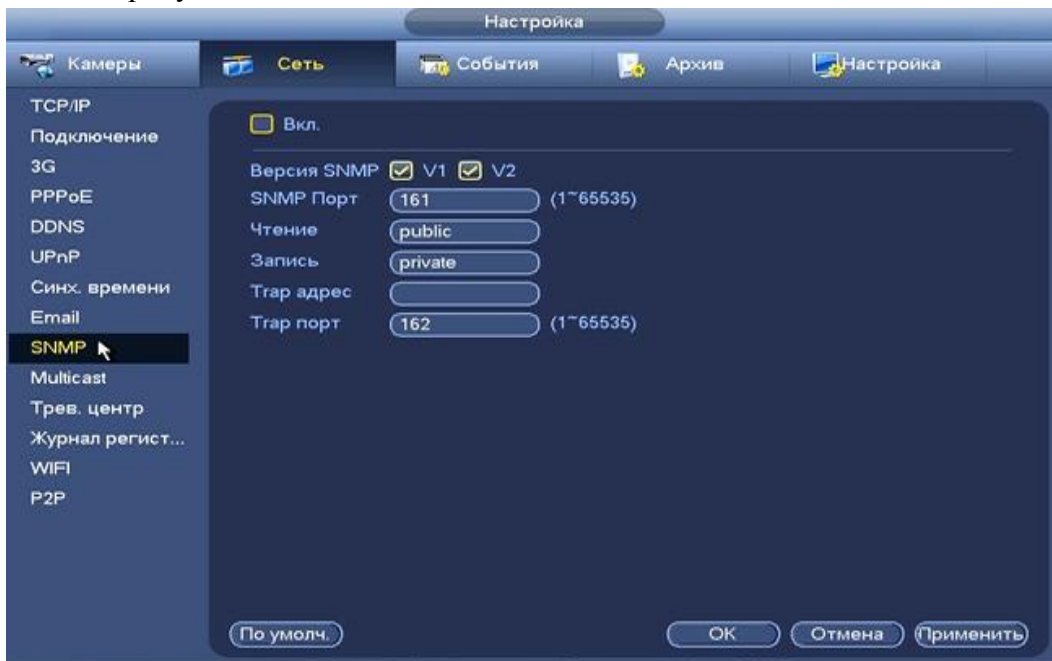 Настройка
Камеры Сеть События Архив Настройка
TCP/IP
Подключение
3G
PPPoE
DDNS
UPnP
Синх. времени
Email
SNMP
Multicast
Трев. центр
Журнал регист...
WIFI
P2P
Вкл.
Версия SNMP V1 V2
SNMP Порт 161 (1~65535)
Чтение public
Запись private
Trap адрес
Trap порт 162 (1~65535)
По умолч. OK Отмена Применить